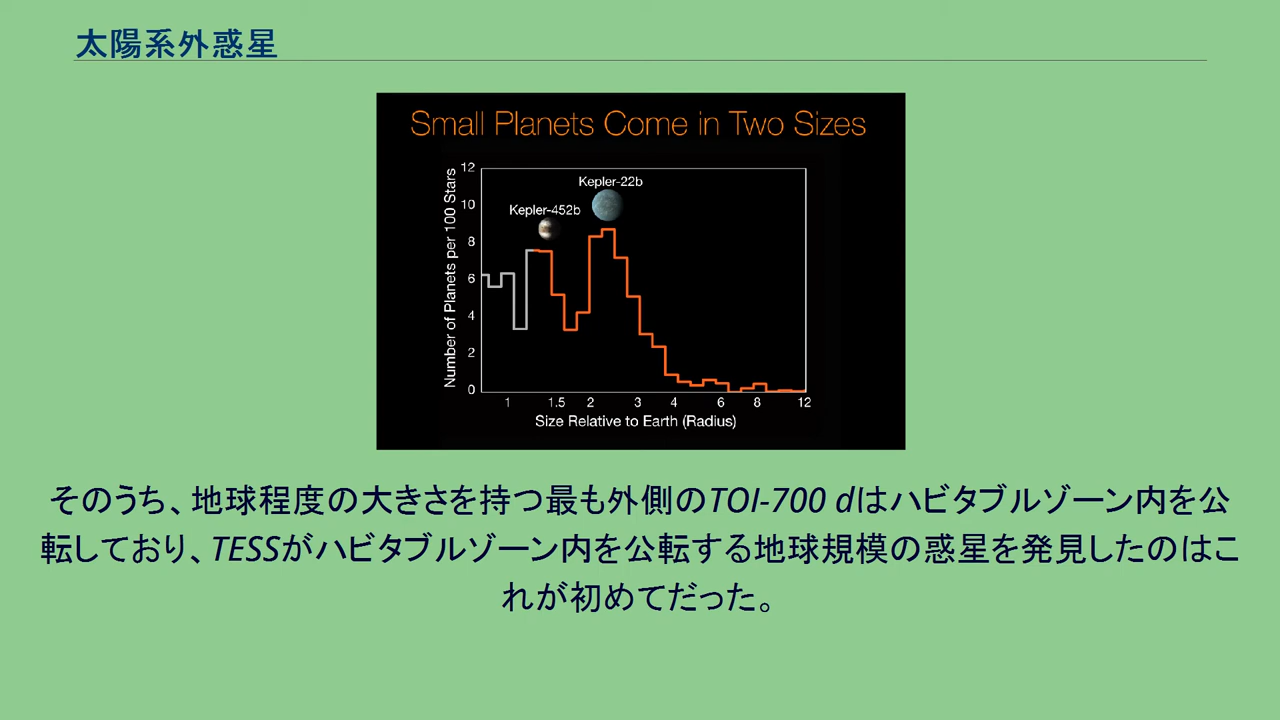 太陽系外惑星
Small Planets Come in Two Sizes
Number of Planets per 100 Stars
12
10
8
6
4
2
0
Kepler-22b
Kepler-452b
1 1.5 2 3 4 6 8 12
Size Relative to Earth (Radius)
そのうち、地球程度の大きさを持つ最も外側のTOI-700 dはハビタブルゾーン内を公
転しており、TESSがハビタブルゾーン内を公転する地球規模の惑星を発見したのはこ
れが初めてだった。